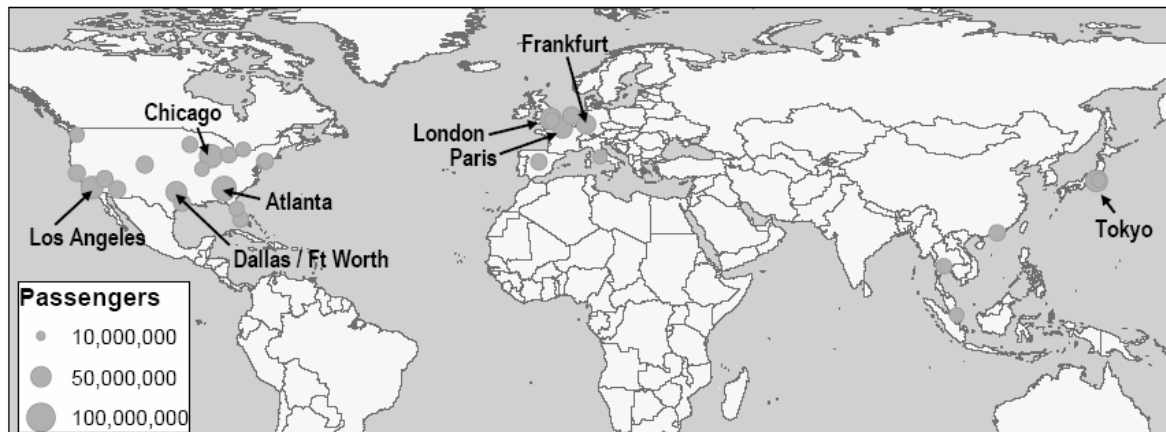 Frankfurt
Chicago
London
Paris
Atlanta
Los Angeles
Dallas / Ft Worth
Tokyo
Passengers
10,000,000
50,000,000
100,000,000